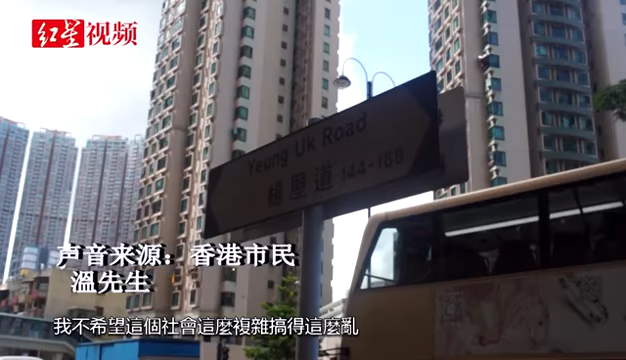 红星视频
Yeung Uk Road
楊屋道 144-168
声音来源：香港市民
溫先生
我不希望這個社會這麼複雜搞得這麼亂